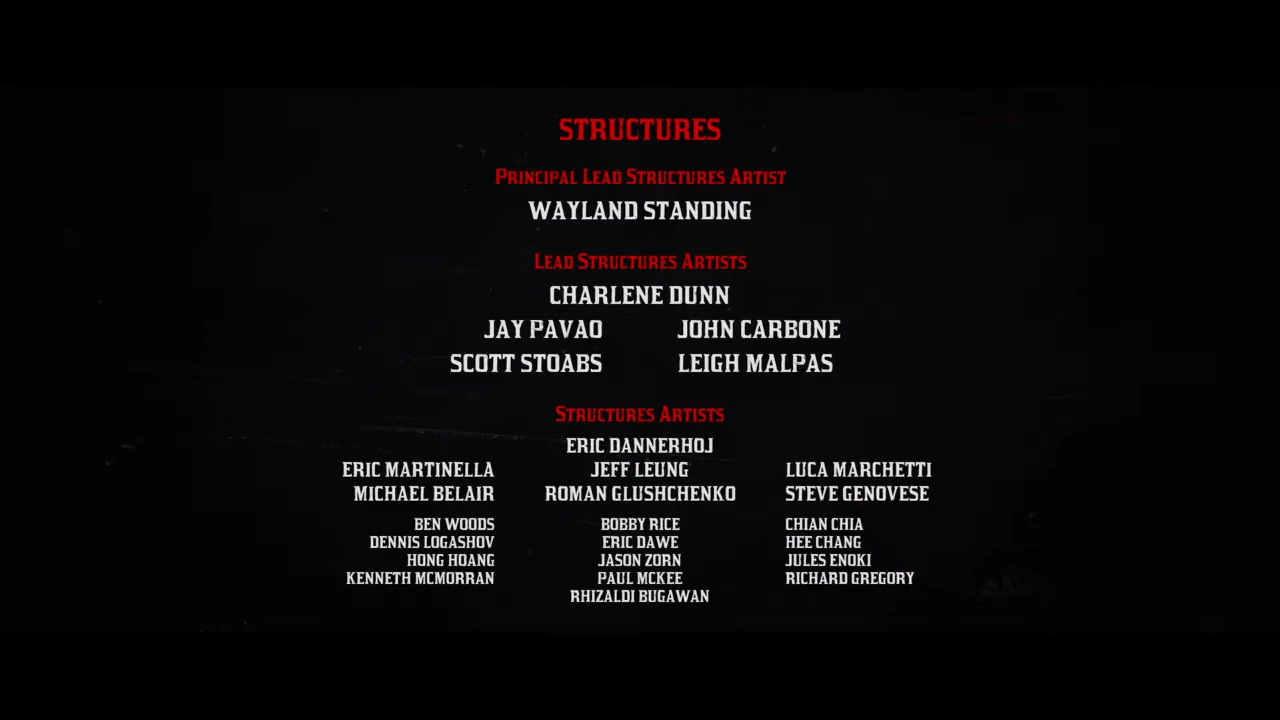 STRUCTURES
PRINCIPAL LEAD STRUCTURES ARTIST
WAYLAND STANDING
LEAD STRUCTURES ARTISTS
CHARLENE DUNN
JAY PAVAO JOHN CARBONE
SCOTT STOABS LEIGH MALPAS
STRUCTURES ARTISTS
ERIC DANNERHOJ
ERIC MARTINELLA JEFF LEUNG LUCA MARCHETTI
MICHAEL BELAIR ROMAN GLUSHCHENKO STEVE GENOVESE
BEN WOODS BOBBY RICE CHIAN CHIA
DENNIS LOGASHOV ERIC DAWE HEE CHANG
HONG HOANG JASON ZORN JULES ENOKI
KENNETH MCMORRAN PAUL MCKEE RICHARD GREGORY
RHIZALDI BUGAWAN